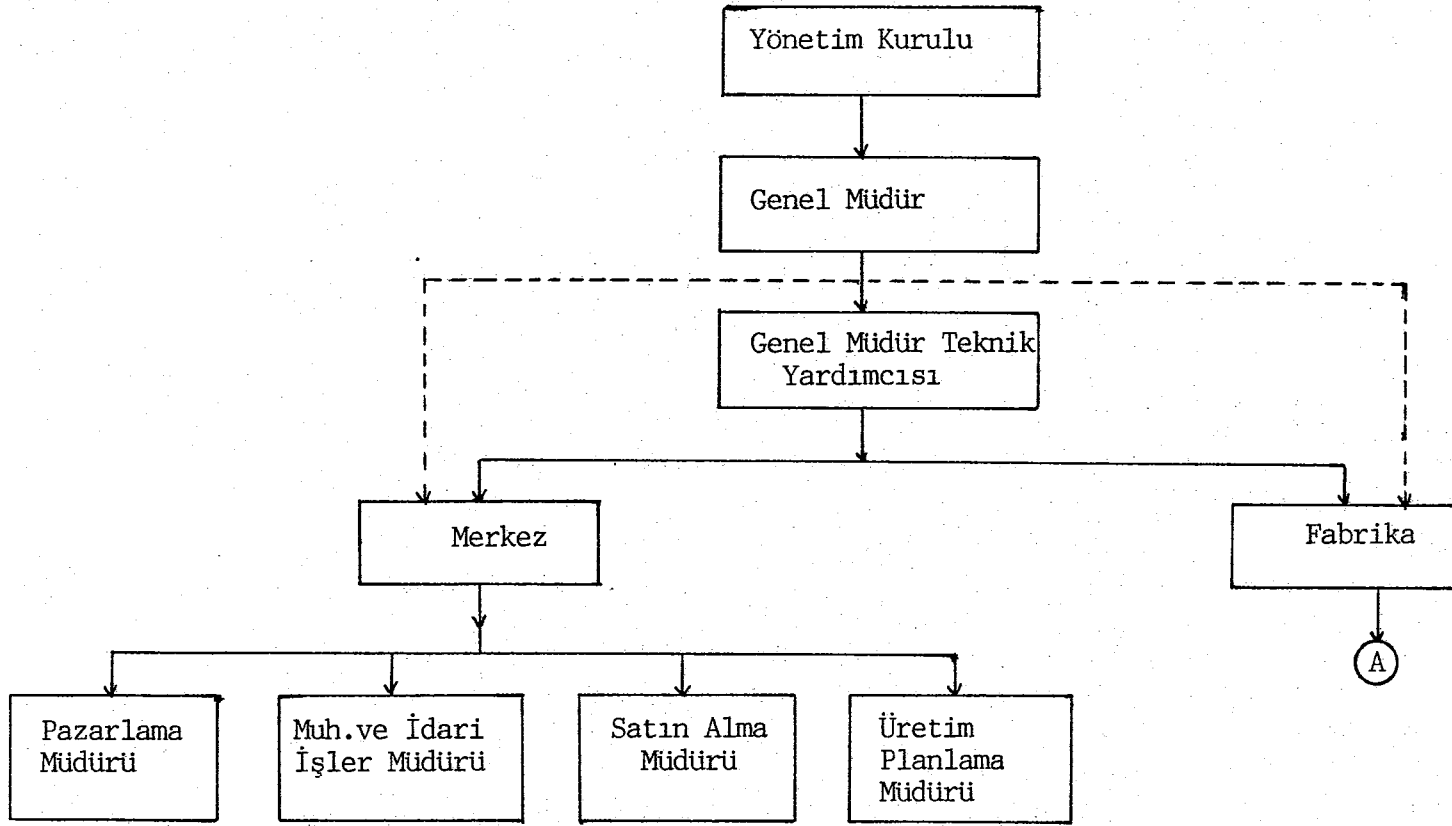 Yönetim Kurulu
Genel Müdür
Genel Müdür Teknik
Yardımcısı
Merkez
Fabrika
A
Pazarlama
Müdürü
Muh.ve İdari
İşler Müdürü
Satın Alma
Müdürü
Üretim
Planlama
Müdürü